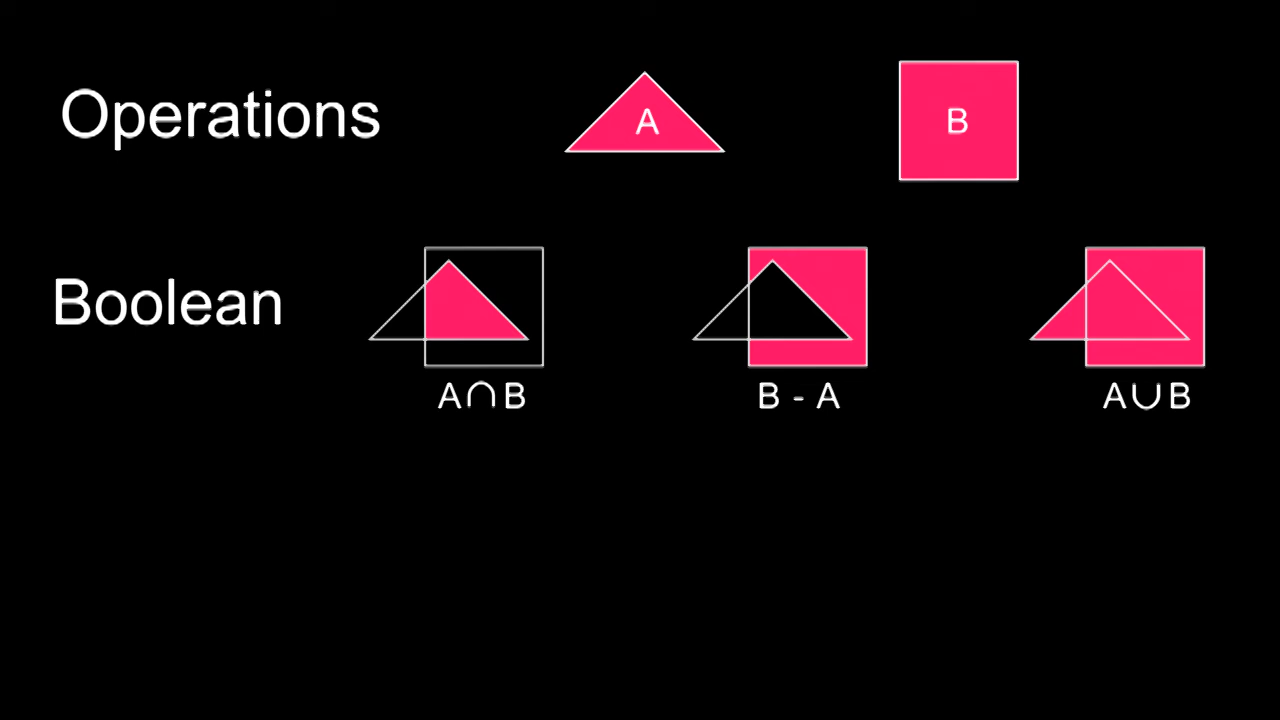 Operations
A
B
Boolean
A∩B
B - A
A∪B